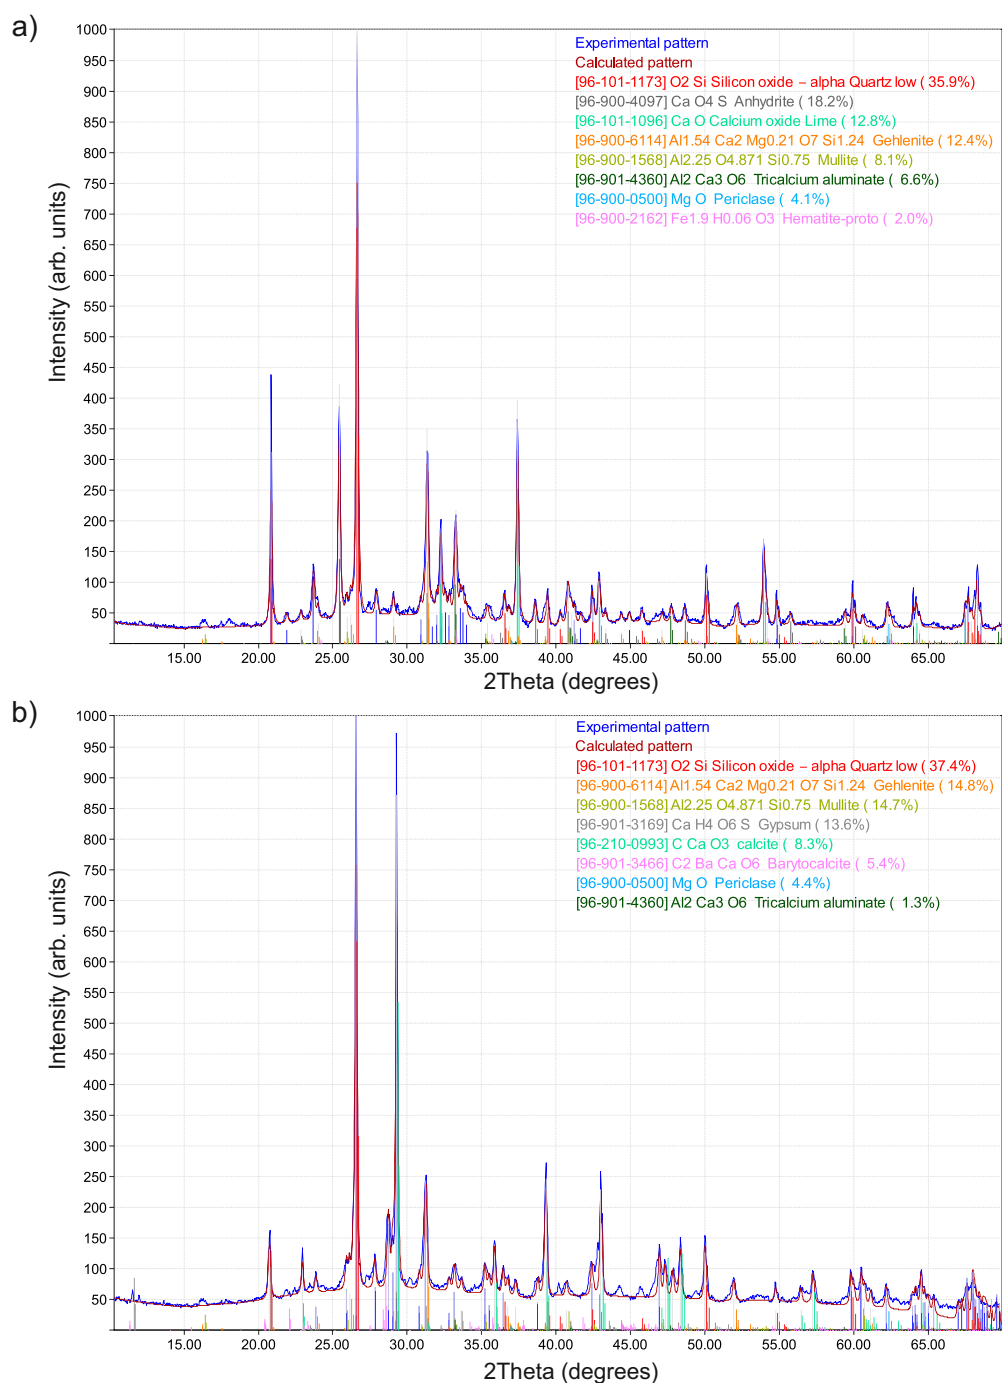 a)
Experimental pattern
Calculated pattern
[96-101-1173] O2 Si Silicon oxide – alpha Quartz low ( 35.9%)
[96-900-4097] Ca O4 S Anhydrite ( 18.2%)
[96-101-1096] Ca O Calcium oxide Lime ( 12.8%)
[96-900-6114] Al1.54 Ca2 Mg0.21 O7 Si1.24 Gehlenite ( 12.4%)
[96-900-1568] Al2.25 O4.871 Si0.75 Mullite ( 8.1%)
[96-901-4360] Al2 Ca3 O6 Tricalcium aluminate ( 6.6%)
[96-900-0500] Mg O Periclase ( 4.1%)
[96-900-2162] Fe1.9 H0.06 O3 Hematite-proto ( 2.0%)
Intensity (arb. units)
1000
950
900
850
800
750
700
650
600
550
500
450
400
350
300
250
200
150
100
50
15.00 20.00 25.00 30.00 35.00 40.00 45.00 50.00 55.00 60.00 65.00
2Theta (degrees)
b)
Experimental pattern
Calculated pattern
[96-101-1173] O2 Si Silicon oxide – alpha Quartz low ( 37.4%)
[96-900-6114] Al1.54 Ca2 Mg0.21 O7 Si1.24 Gehlenite ( 14.8%)
[96-900-1568] Al2.25 O4.871 Si0.75 Mullite ( 14.7%)
[96-901-3169] Ca H4 O6 S Gypsum ( 13.6%)
[96-210-0993] C Ca O3 calcite ( 8.3%)
[96-901-3466] C2 Ba Ca O6 Barytocalcite ( 5.4%)
[96-900-0500] Mg O Periclase ( 4.4%)
[96-901-4360] Al2 Ca3 O6 Tricalcium aluminate ( 1.3%)
Intensity (arb. units)
1000
950
900
850
800
750
700
650
600
550
500
450
400
350
300
250
200
150
100
50
15.00 20.00 25.00 30.00 35.00 40.00 45.00 50.00 55.00 60.00 65.00
2Theta (degrees)